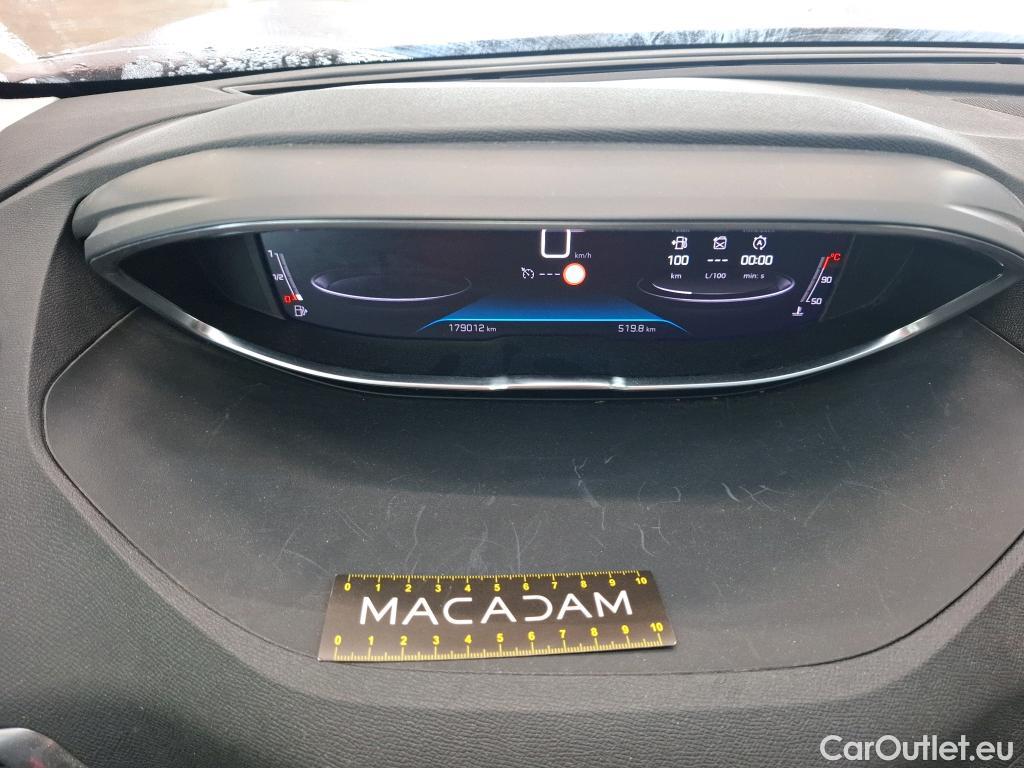 0
km/h
1
1/2
0
---
100
---
00:00
km
L/100
min: s
°C
90
50
179012 km
519.8 km
0 1 2 3 4 5 6 7 8 9 10
MACADAM
0 1 2 3 4 5 6 7 8 9 10
CarOutlet.eu